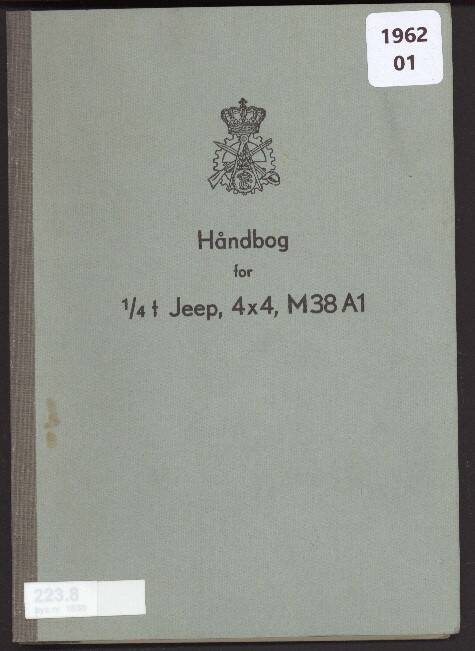 1962
01
Håndbog
for
1/4 t Jeep, 4x4, M38 A1
223.8